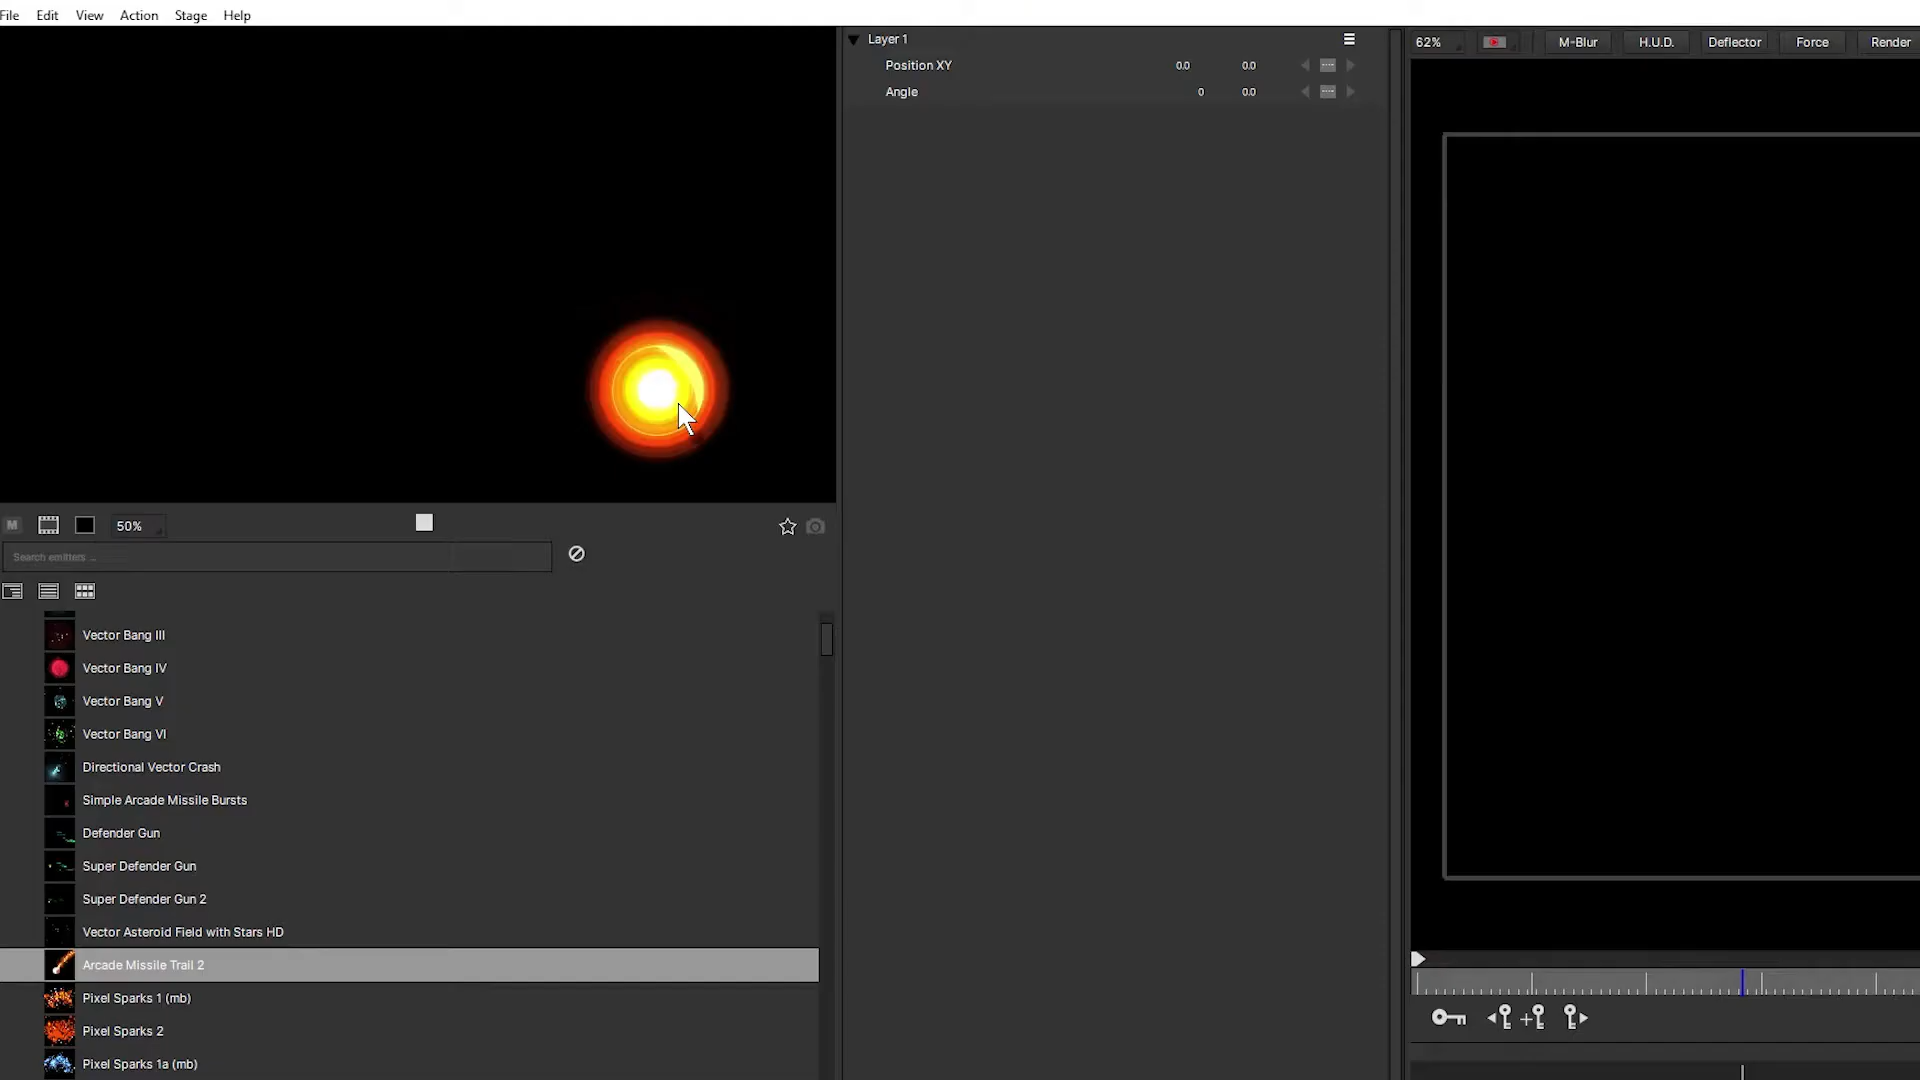 File Edit View Action Stage Help
Layer 1
Position XY 0.0 0.0
Angle 0 0.0
62% M-Blur H.U.D. Deflector Force Render
M 50%
Search emitters ...
Vector Bang III
Vector Bang IV
Vector Bang V
Vector Bang VI
Directional Vector Crash
Simple Arcade Missile Bursts
Defender Gun
Super Defender Gun
Super Defender Gun 2
Vector Asteroid Field with Stars HD
Arcade Missile Trail 2
Pixel Sparks 1 (mb)
Pixel Sparks 2
Pixel Sparks 1a (mb)